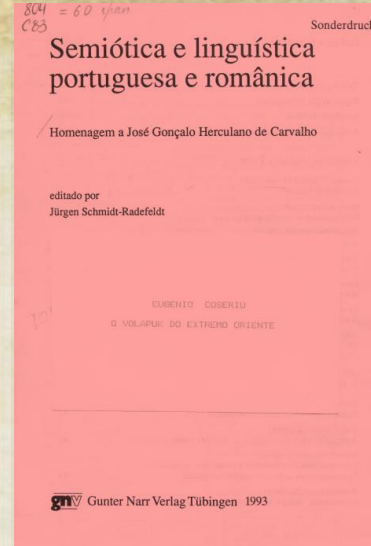 804 = 60
C83
Sonderdruck
Semiótica e linguística
portuguesa e românica
Homenagem a José Gonçalo Herculano de Carvalho
editado por
Jürgen Schmidt-Radefeldt
EUGENIO COSERIU
O VOLAPUK DO EXTREMO ORIENTE
gnv Gunter Narr Verlag Tübingen 1993